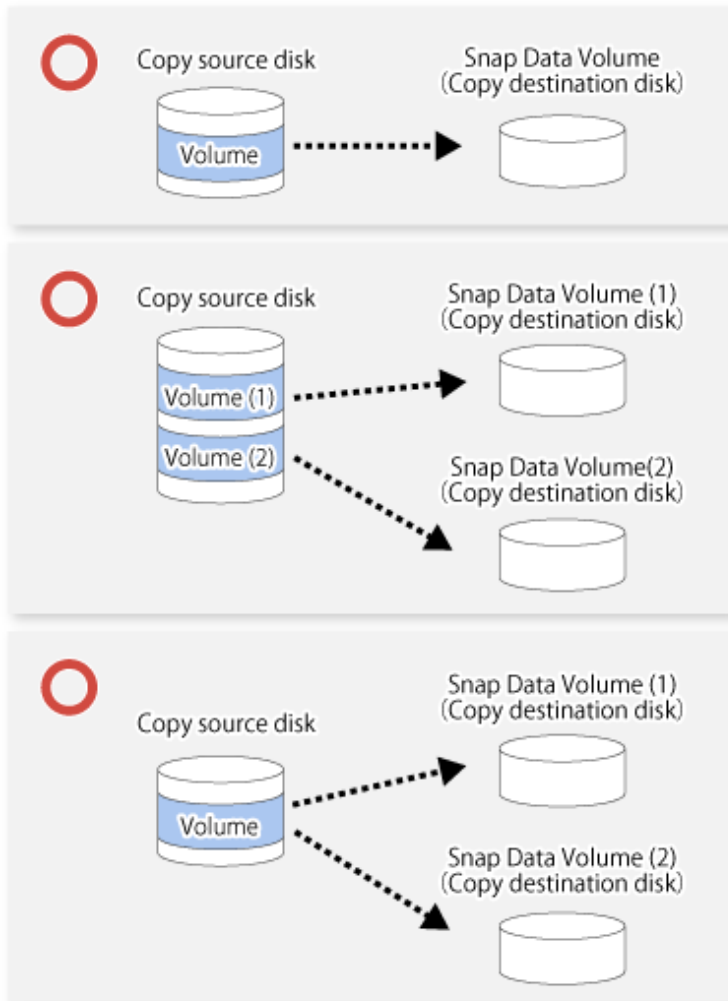 Copy source disk
Snap Data Volume
(Copy destination disk)
Volume
Copy source disk
Snap Data Volume (1)
(Copy destination disk)
Volume (1)
Volume (2)
Snap Data Volume(2)
(Copy destination disk)
Copy source disk
Snap Data Volume (1)
(Copy destination disk)
Volume
Snap Data Volume (2)
(Copy destination disk)